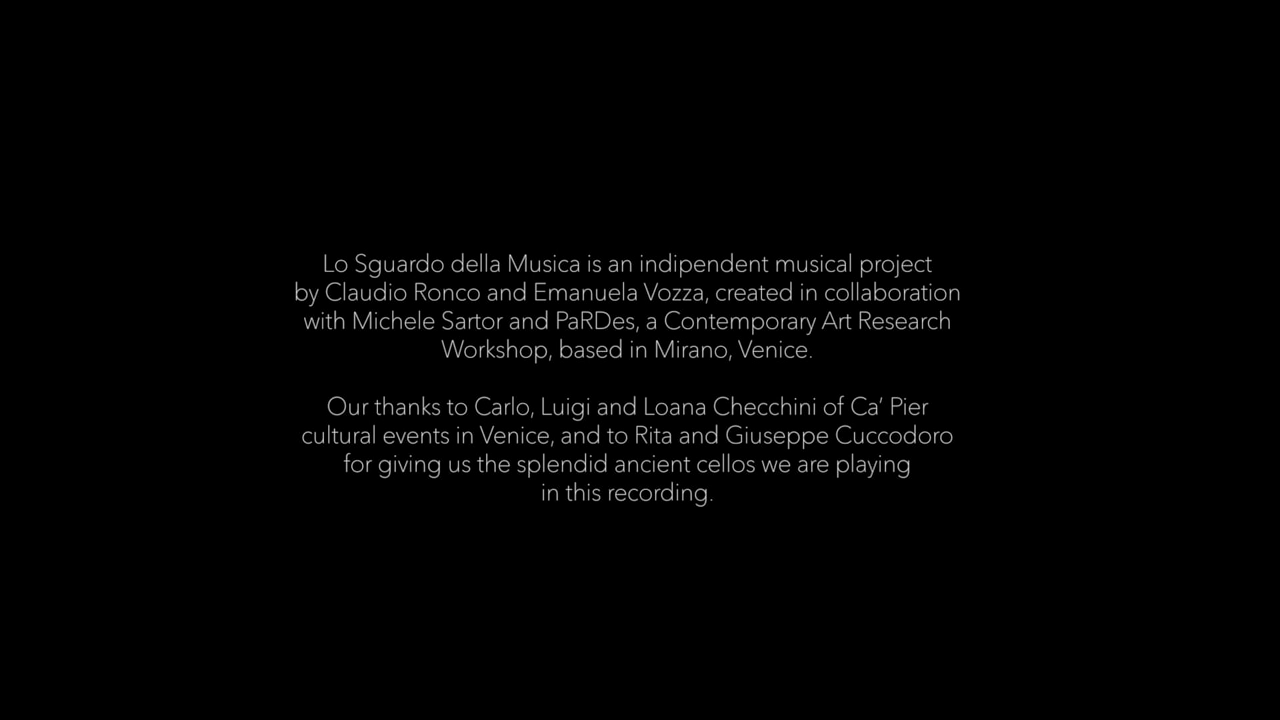 Lo Sguardo della Musica is an indipendent musical project
by Claudio Ronco and Emanuela Vozza, created in collaboration
with Michele Sartor and PaRDes, a Contemporary Art Research
Workshop, based in Mirano, Venice.
Our thanks to Carlo, Luigi and Loana Checchini of Ca’ Pier
cultural events in Venice, and to Rita and Giuseppe Cuccodoro
for giving us the splendid ancient cellos we are playing
in this recording.